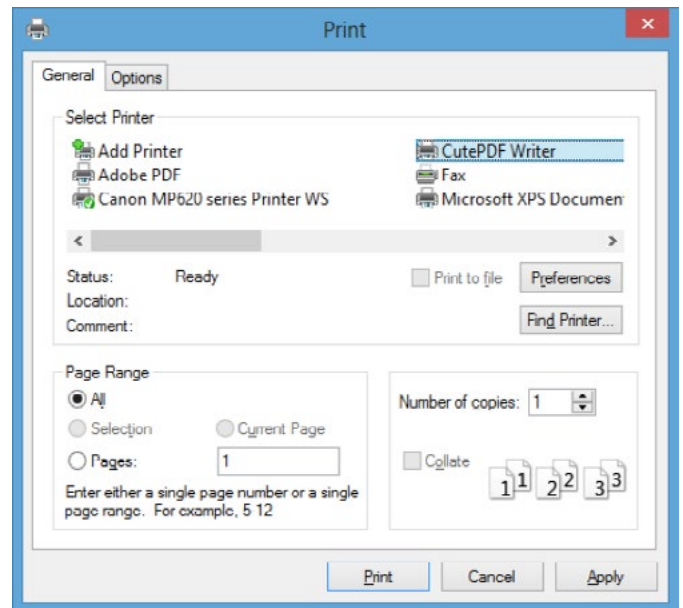 Print
General Options
Select Printer
Add Printer CutePDF Writer
Adobe PDF Fax
Canon MP620 series Printer WS Microsoft XPS Documen
Status: Ready Print to file Preferences
Location:
Comment: Find Printer...
Page Range
All Number of copies: 1
Selection Current Page
Pages: 1 Collate
1 1 2 2 3 3
Enter either a single page number or a single
page range. For example, 5-12
Print Cancel Apply